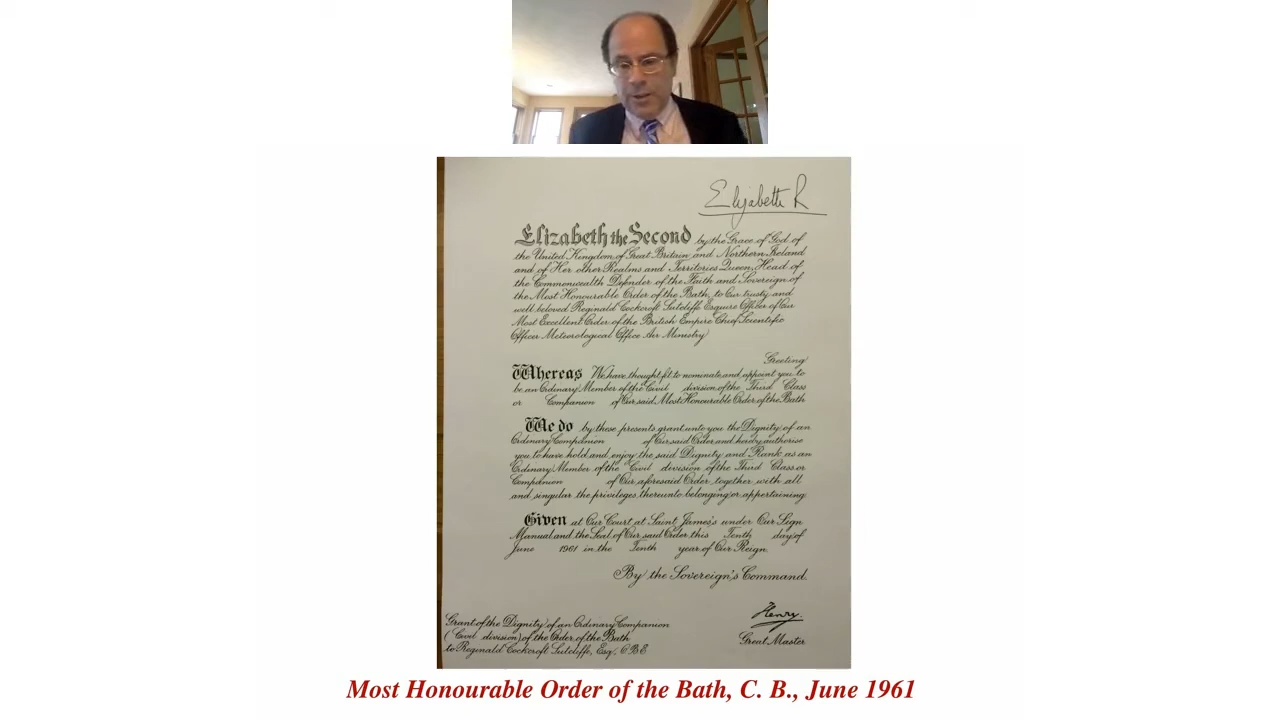 Elizabeth R
Elizabeth the Second by the Grace of God of
the United Kingdom of Great Britain and Northern Ireland
and of Her other Realms and Territories Queen, Head of
the Commonwealth Defender of the Faith and Sovereign of
the Most Honourable Order of the Bath, to Our trusty and
well beloved Reginald Cockcroft Sutcliffe Esquire Officer of Our
Most Excellent Order of the British Empire Chief Scientific
Officer Meteorological Office Air Ministry
Greeting
Whereas We have thought fit to nominate and appoint you to
be an Ordinary Member of the Civil division of the Third Class
or Companion of Our said Most Honourable Order of the Bath
We do by these presents grant unto you the Dignity of an
Ordinary Companion of Our said Order and hereby authorise
you to have hold and enjoy the said Dignity and Rank as an
Ordinary Member of the Civil division of the Third Class or
Companion of Our aforesaid Order together with all
and singular the privileges thereunto belonging or appertaining
Given at Our Court at Saint James's under Our Sign
Manual and the Seal of Our said Order this Tenth day of
June 1961 in the Tenth year of Our Reign.
By the Sovereign's Command.
Henry.
Great Master
Grant of the Dignity of an Ordinary Companion
(Civil division) of the Order of the Bath
to Reginald Cockcroft Sutcliffe, Esq., OBE
Most Honourable Order of the Bath, C. B., June 1961